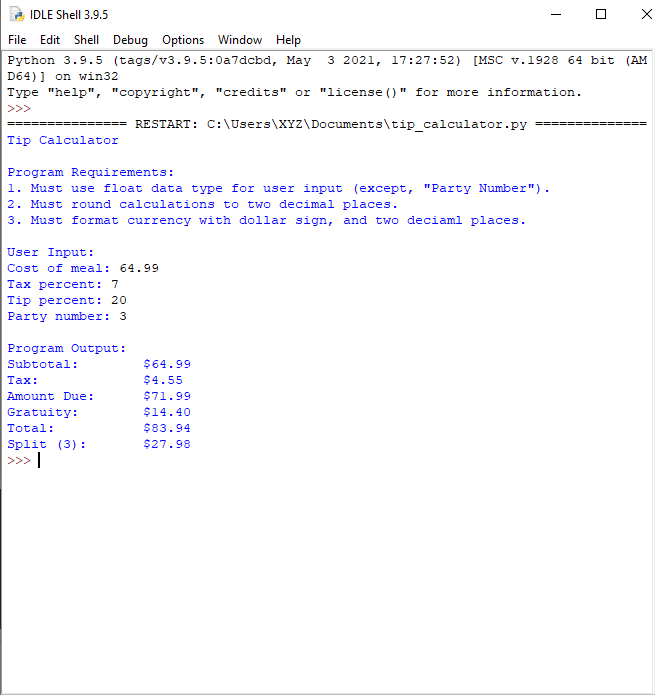 IDLE Shell 3.9.5
File Edit Shell Debug Options Window Help
Python 3.9.5 (tags/v3.9.5:0a7dcbd, May  3 2021, 17:27:52) [MSC v.1928 64 bit (AM
D64)] on win32
Type "help", "copyright", "credits" or "license()" for more information.
>>>
=============== RESTART: C:\Users\XYZ\Documents\tip_calculator.py ==============
Tip Calculator
Program Requirements:
1. Must use float data type for user input (except, "Party Number").
2. Must round calculations to two decimal places.
3. Must format currency with dollar sign, and two deciaml places.
User Input:
Cost of meal: 64.99
Tax percent: 7
Tip percent: 20
Party number: 3
Program Output:
Subtotal: $64.99
Tax: $4.55
Amount Due: $71.99
Gratuity: $14.40
Total: $83.94
Split (3): $27.98
>>>